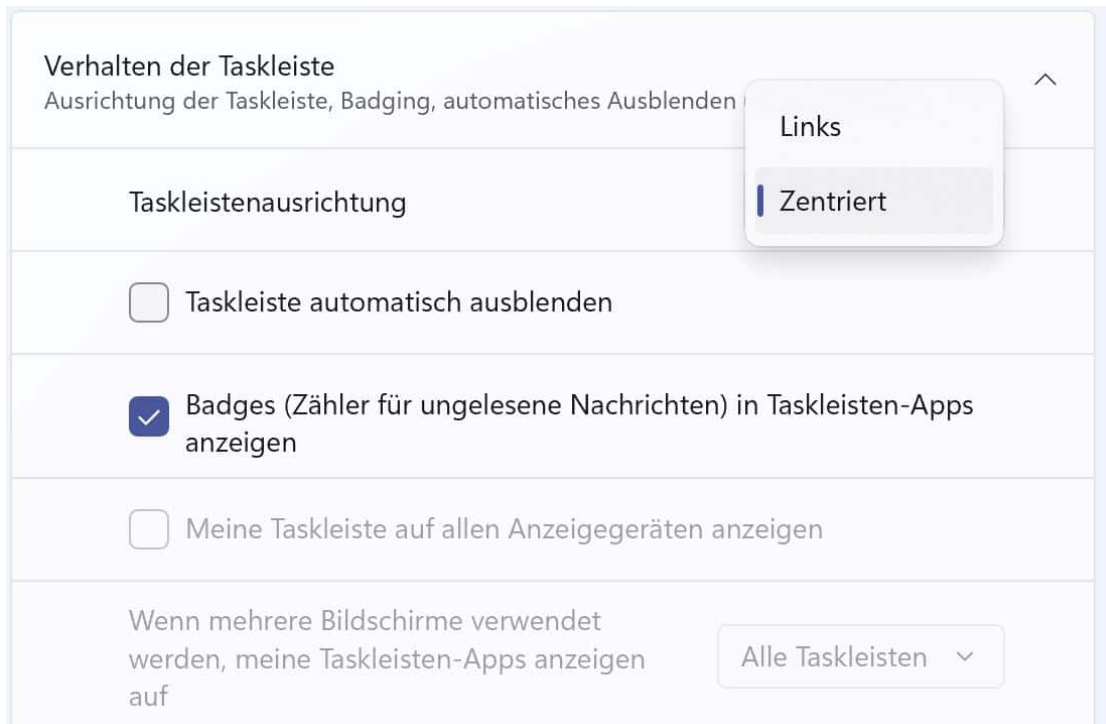 Verhalten der Taskleiste
Ausrichtung der Taskleiste, Badging, automatisches Ausblenden
Links
Taskleistenausrichtung
Zentriert
Taskleiste automatisch ausblenden
Badges (Zähler für ungelesene Nachrichten) in Taskleisten-Apps
anzeigen
Meine Taskleiste auf allen Anzeigegeräten anzeigen
Wenn mehrere Bildschirme verwendet
werden, meine Taskleisten-Apps anzeigen
auf
Alle Taskleisten